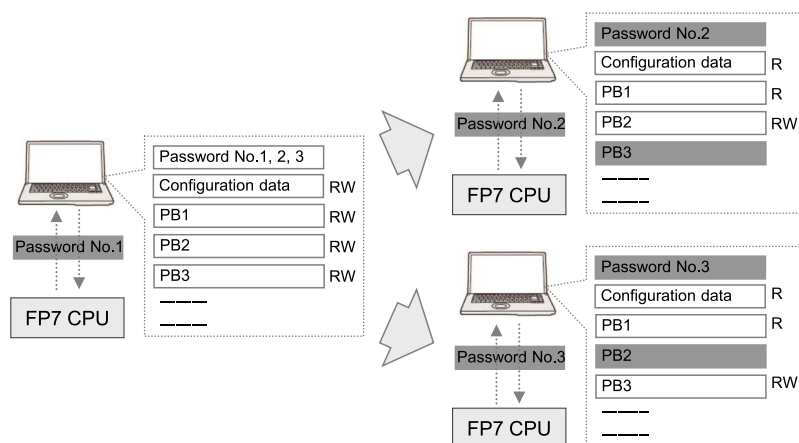 Password No.1, 2, 3
Configuration data RW
PB1 RW
PB2 RW
PB3 RW
Password No.1
FP7 CPU
Password No.2
Configuration data R
PB1 R
PB2 RW
PB3
Password No.2
FP7 CPU
Password No.3
Configuration data R
PB1 R
PB2
PB3 RW
Password No.3
FP7 CPU